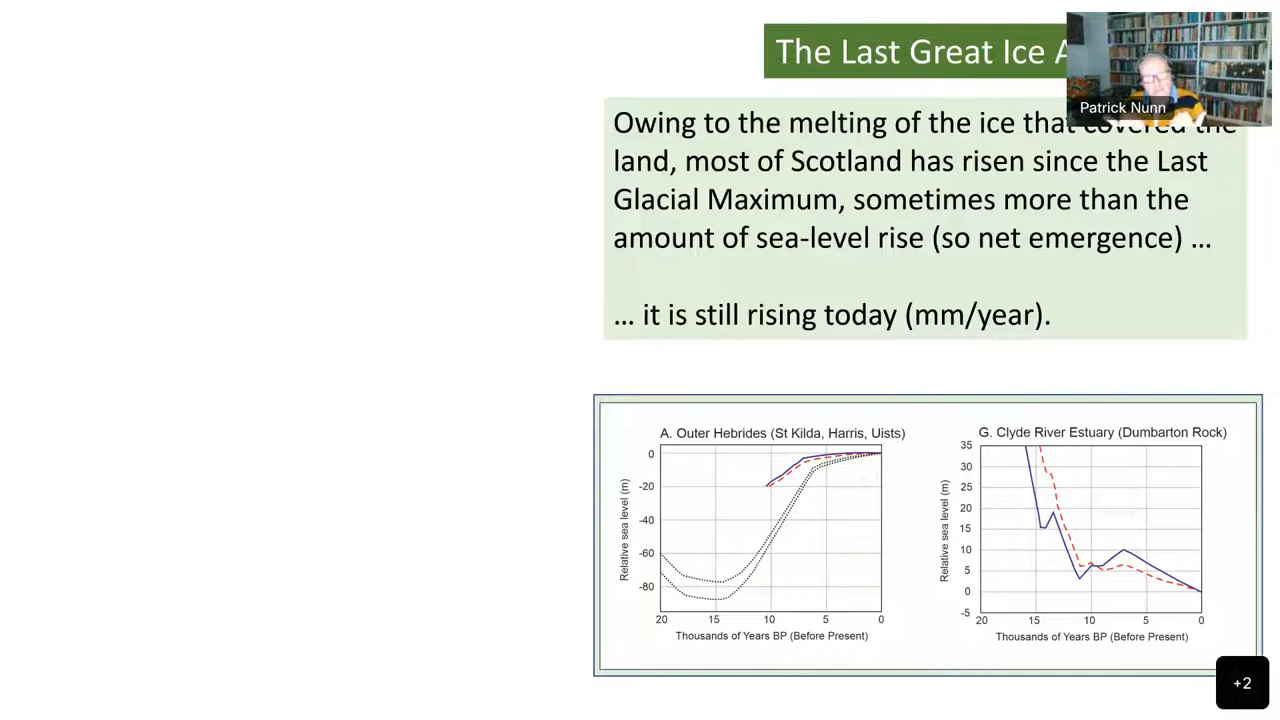 The Last Great Ice A
Patrick Nunn
Owing to the melting of the ice that covered the
land, most of Scotland has risen since the Last
Glacial Maximum, sometimes more than the
amount of sea-level rise (so net emergence) ...
... it is still rising today (mm/year).
A. Outer Hebrides (St Kilda, Harris, Uists)
0
-20
-40
-60
-80
Relative sea level (m)
20 15 10 5 0
Thousands of Years BP (Before Present)
G. Clyde River Estuary (Dumbarton Rock)
35
30
25
20
15
10
5
0
-5
Relative sea level (m)
20 15 10 5 0
Thousands of Years BP (Before Present)
+2